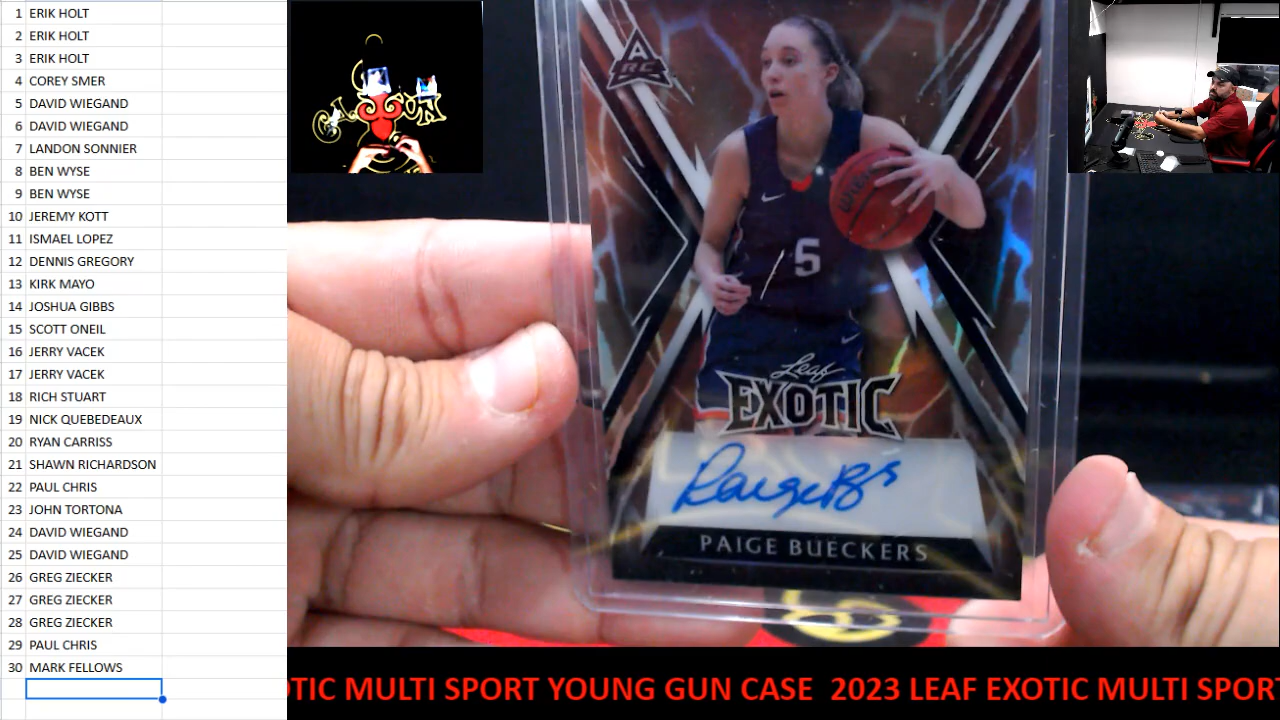 1 ERIK HOLT
2 ERIK HOLT
3 ERIK HOLT
4 COREY SMER
5 DAVID WIEGAND
6 DAVID WIEGAND
7 LANDON SONNIER
8 BEN WYSE
9 BEN WYSE
10 JEREMY KOTT
11 ISMAEL LOPEZ
12 DENNIS GREGORY
13 KIRK MAYO
14 JOSHUA GIBBS
15 SCOTT ONEIL
16 JERRY VACEK
17 JERRY VACEK
18 RICH STUART
19 NICK QUEBEDEAUX
20 RYAN CARRISS
21 SHAWN RICHARDSON
22 PAUL CHRIS
23 JOHN TORTONA
24 DAVID WIEGAND
25 DAVID WIEGAND
26 GREG ZIECKER
27 GREG ZIECKER
28 GREG ZIECKER
29 PAUL CHRIS
30 MARK FELLOWS
A
RC
Wilson
5
Leaf
EXOTIC
PAIGE BUECKERS
OTIC MULTI SPORT YOUNG GUN CASE 2023 LEAF EXOTIC MULTI SPORT